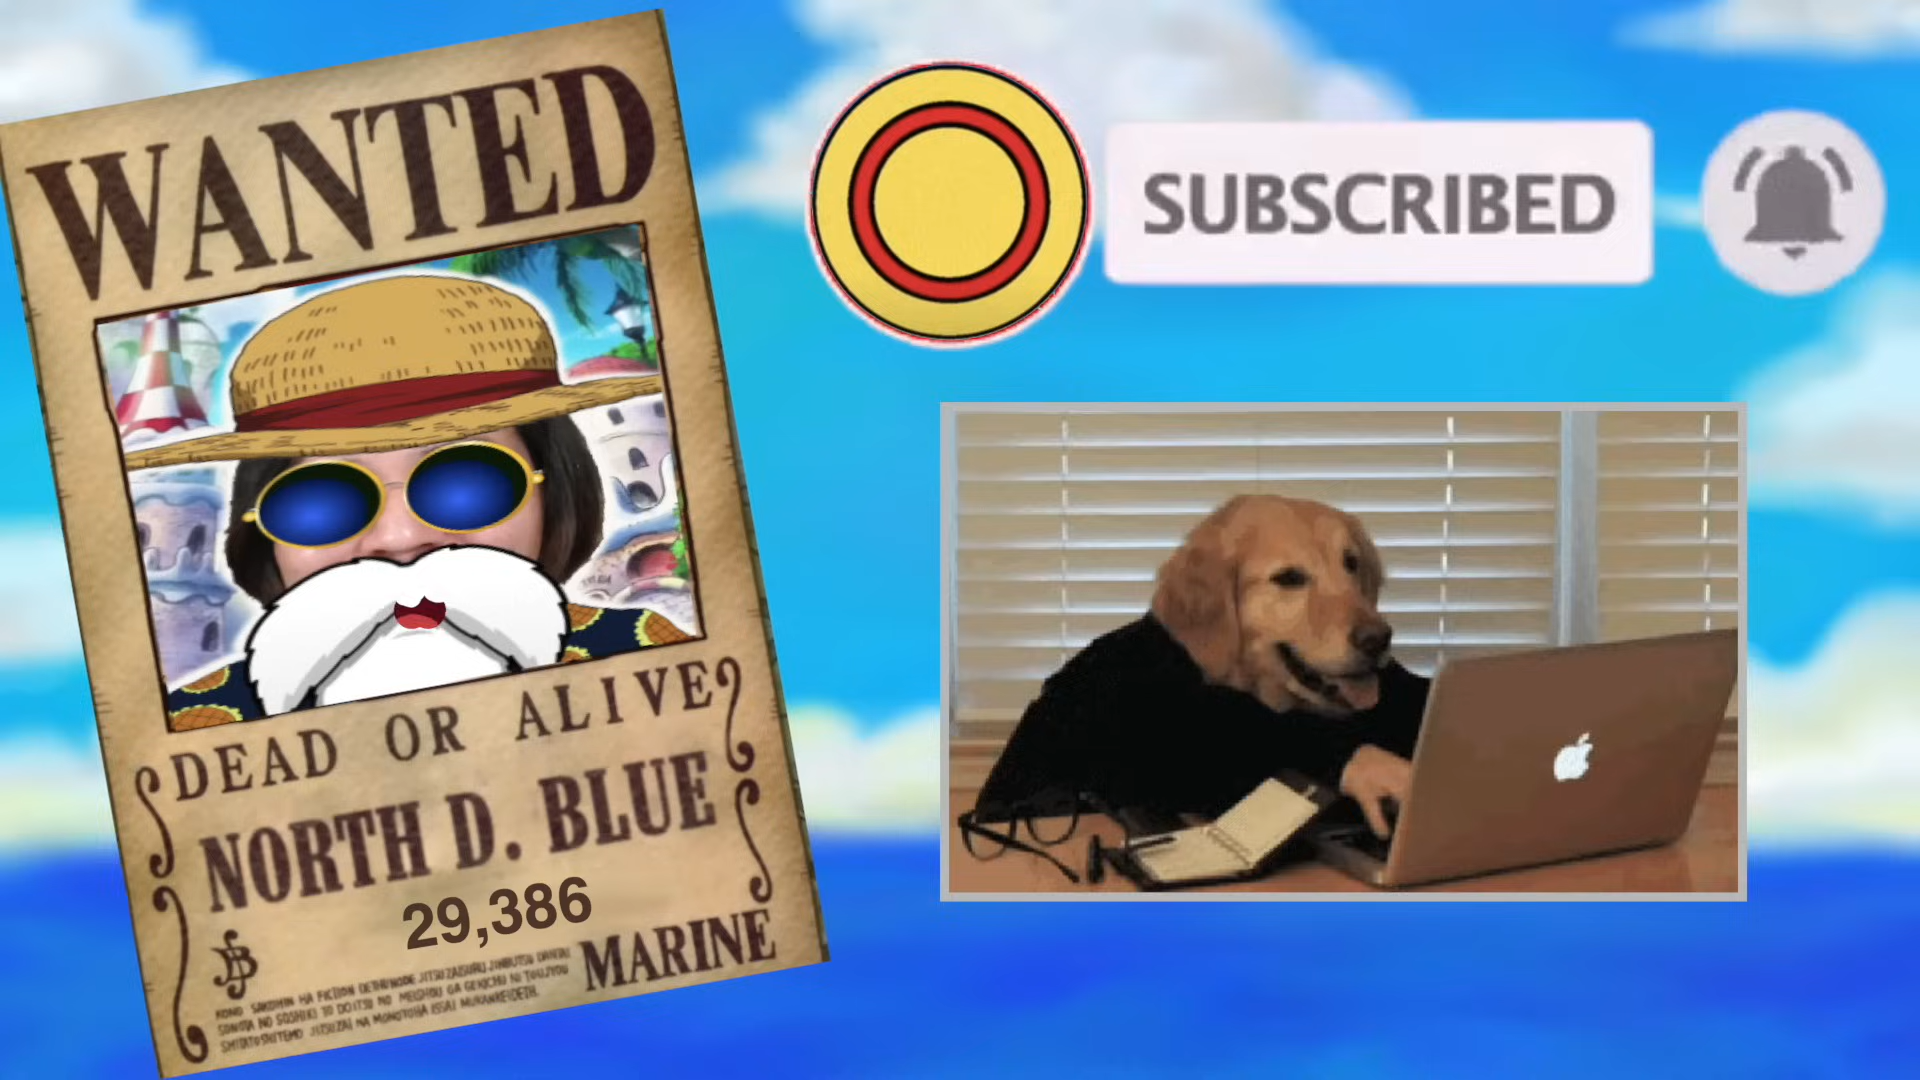 WANTED
DEAD OR ALIVE
NORTH D. BLUE
29,386
MARINE
SUBSCRIBED